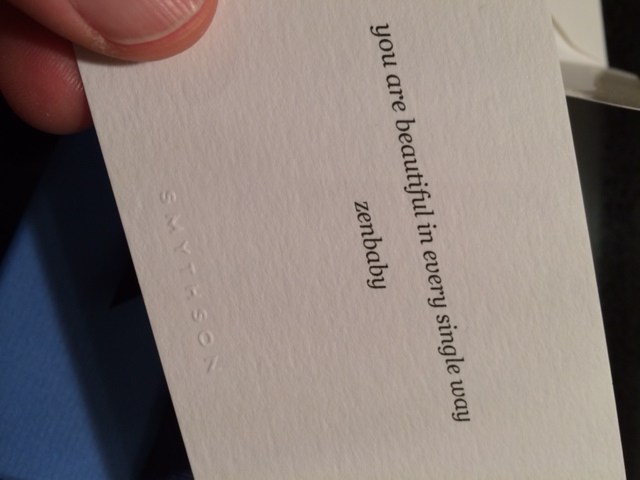 you are beautiful in every single way
zenbaby
SMYTHSON